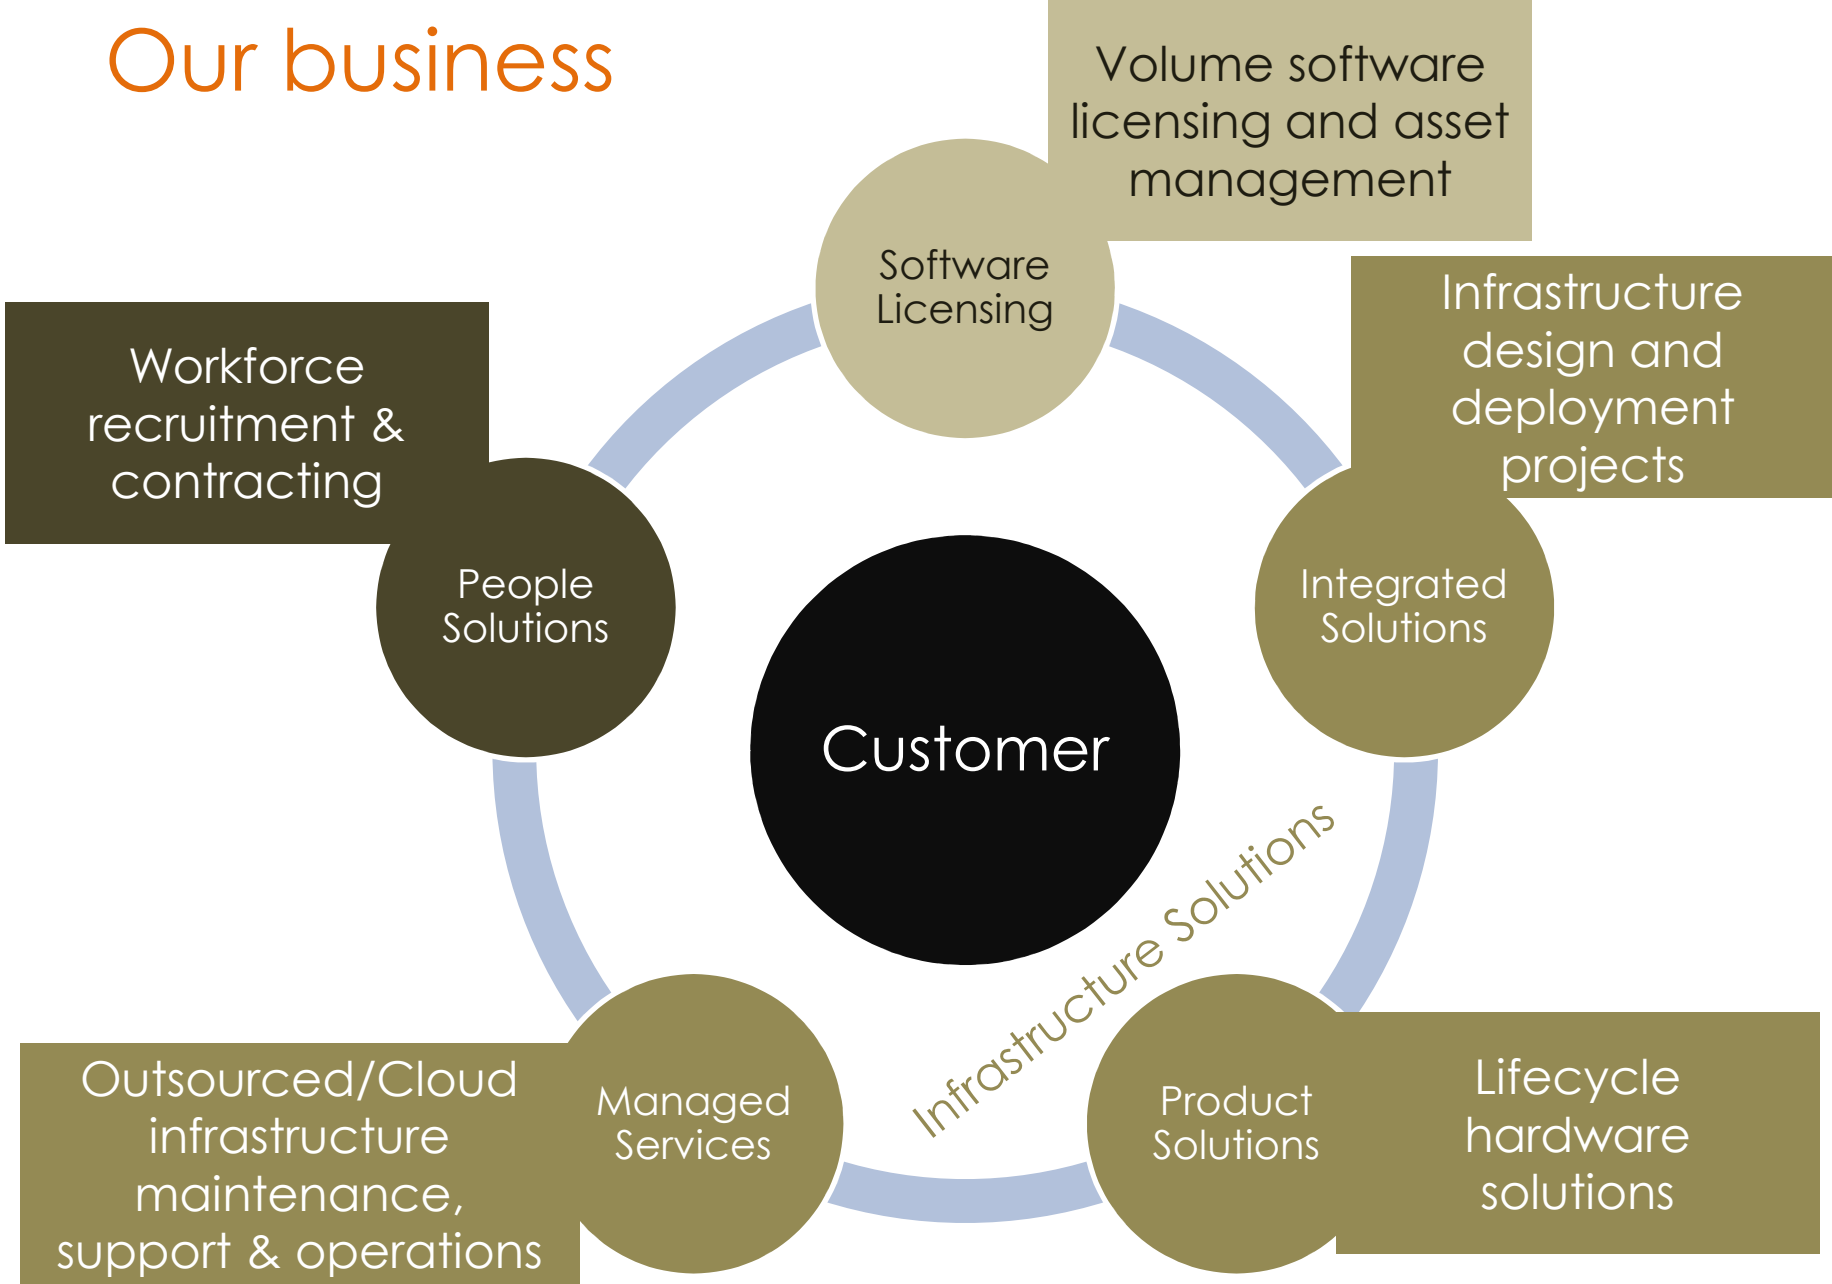 Our business
Volume software
licensing and asset
management
Software
Licensing
Infrastructure
design and
deployment
projects
Workforce
recruitment &
contracting
People
Solutions
Integrated
Solutions
Customer
Infrastructure Solutions
Outsourced/Cloud
infrastructure
maintenance,
support & operations
Managed
Services
Product
Solutions
Lifecycle
hardware
solutions